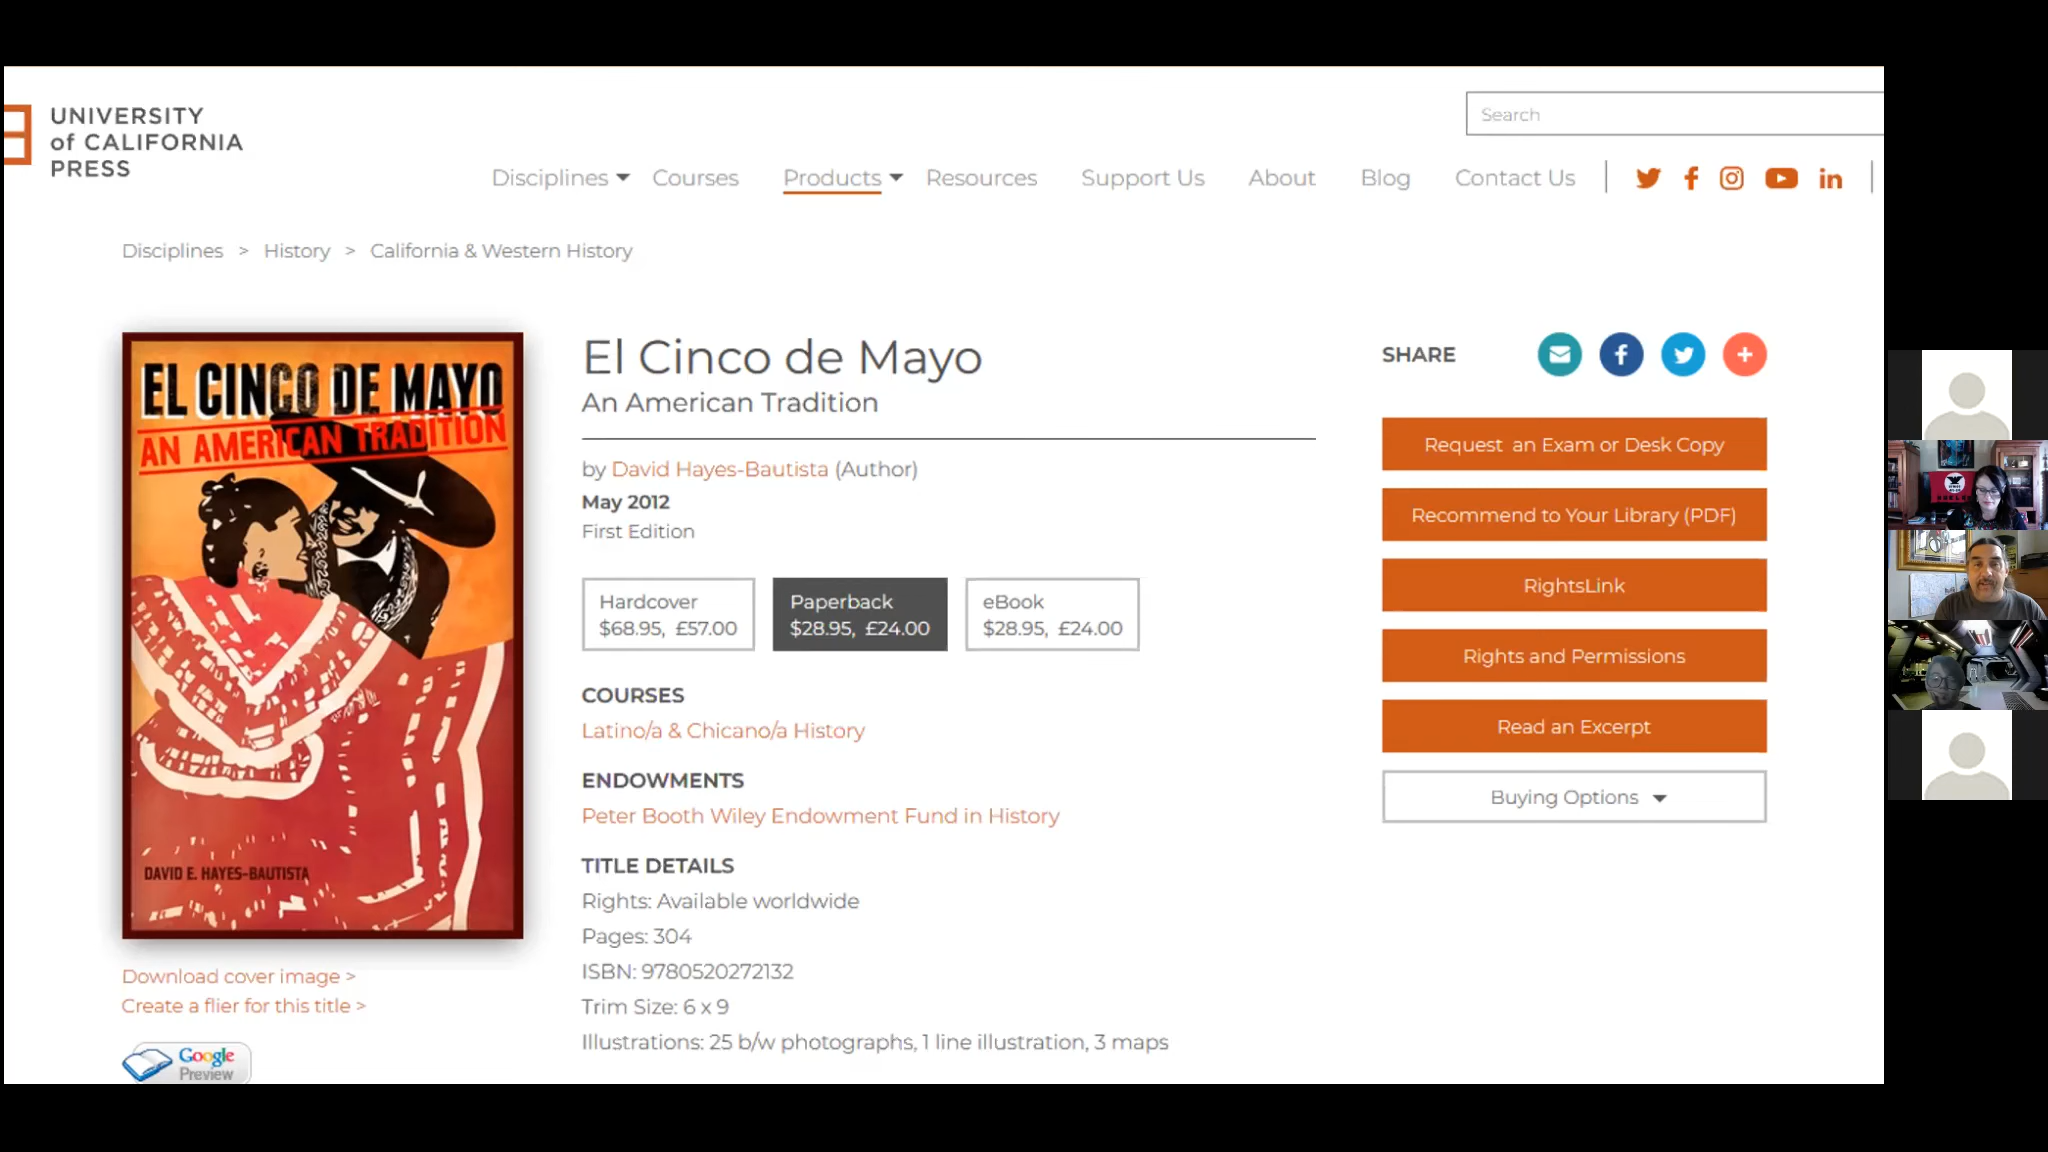 UNIVERSITY
of CALIFORNIA
PRESS
Search
Disciplines Courses Products Resources Support Us About Blog Contact Us
Disciplines > History > California & Western History
EL CINCO DE MAYO
AN AMERICAN TRADITION
DAVID E. HAYES-BAUTISTA
Download cover image >
Create a flier for this title >
Google
Preview
El Cinco de Mayo
An American Tradition
by David Hayes-Bautista (Author)
May 2012
First Edition
Hardcover
$68.95, £57.00
Paperback
$28.95, £24.00
eBook
$28.95, £24.00
COURSES
Latino/a & Chicano/a History
ENDOWMENTS
Peter Booth Wiley Endowment Fund in History
TITLE DETAILS
Rights: Available worldwide
Pages: 304
ISBN: 9780520272132
Trim Size: 6 x 9
Illustrations: 25 b/w photographs, 1 line illustration, 3 maps
SHARE
Request an Exam or Desk Copy
Recommend to Your Library (PDF)
RightsLink
Rights and Permissions
Read an Excerpt
Buying Options